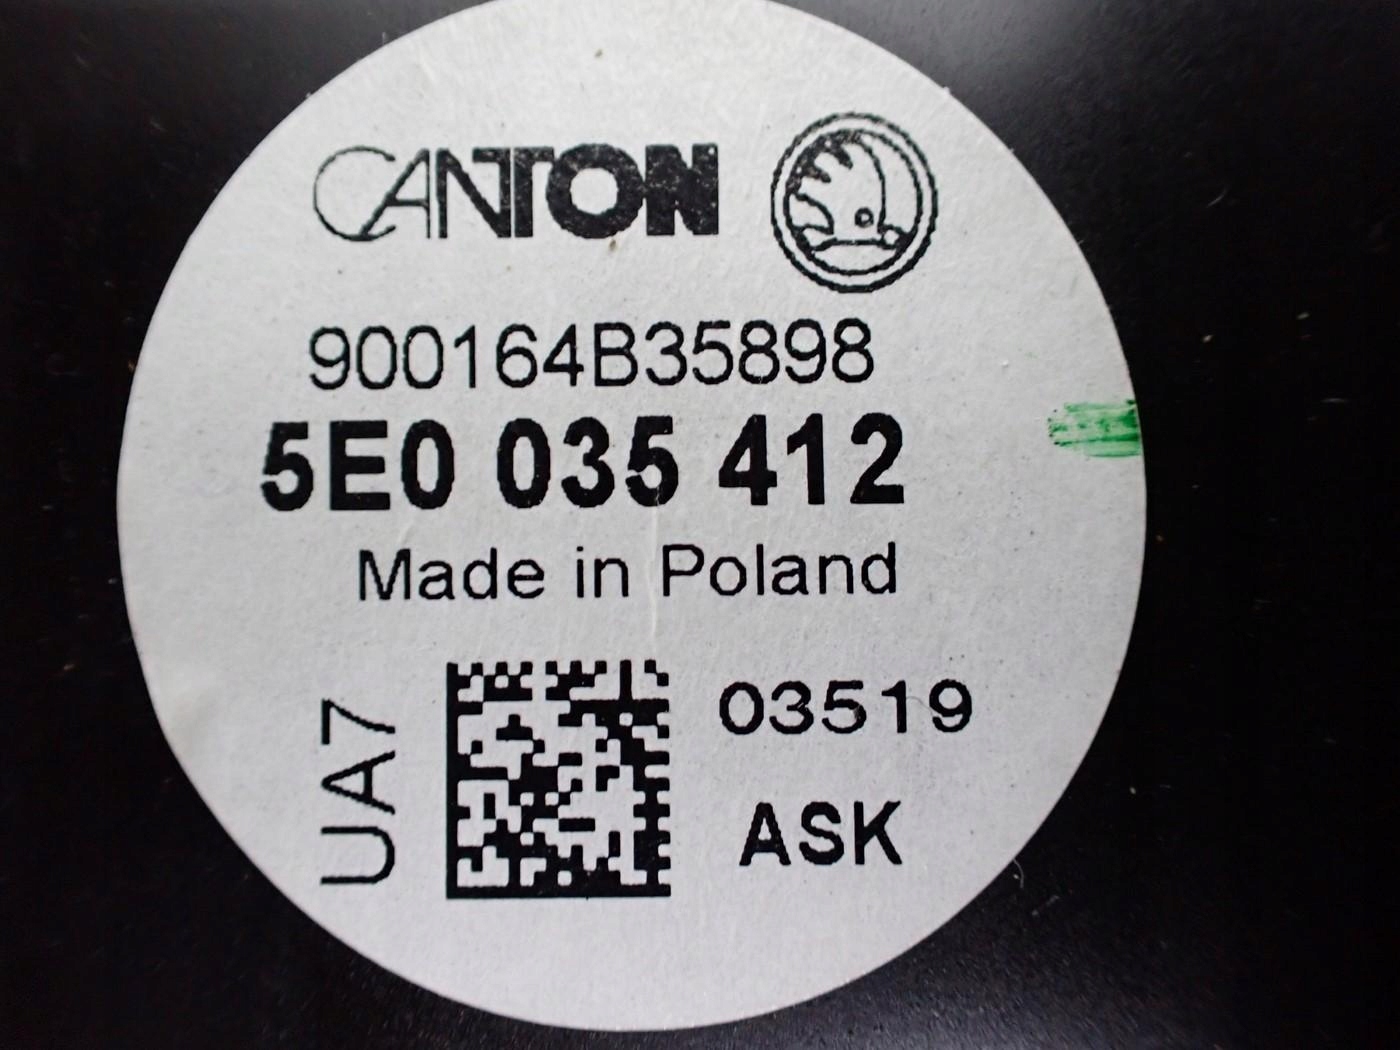 CANTON
900164B35898
5E0 035 412
Made in Poland
UA7
03519
ASK